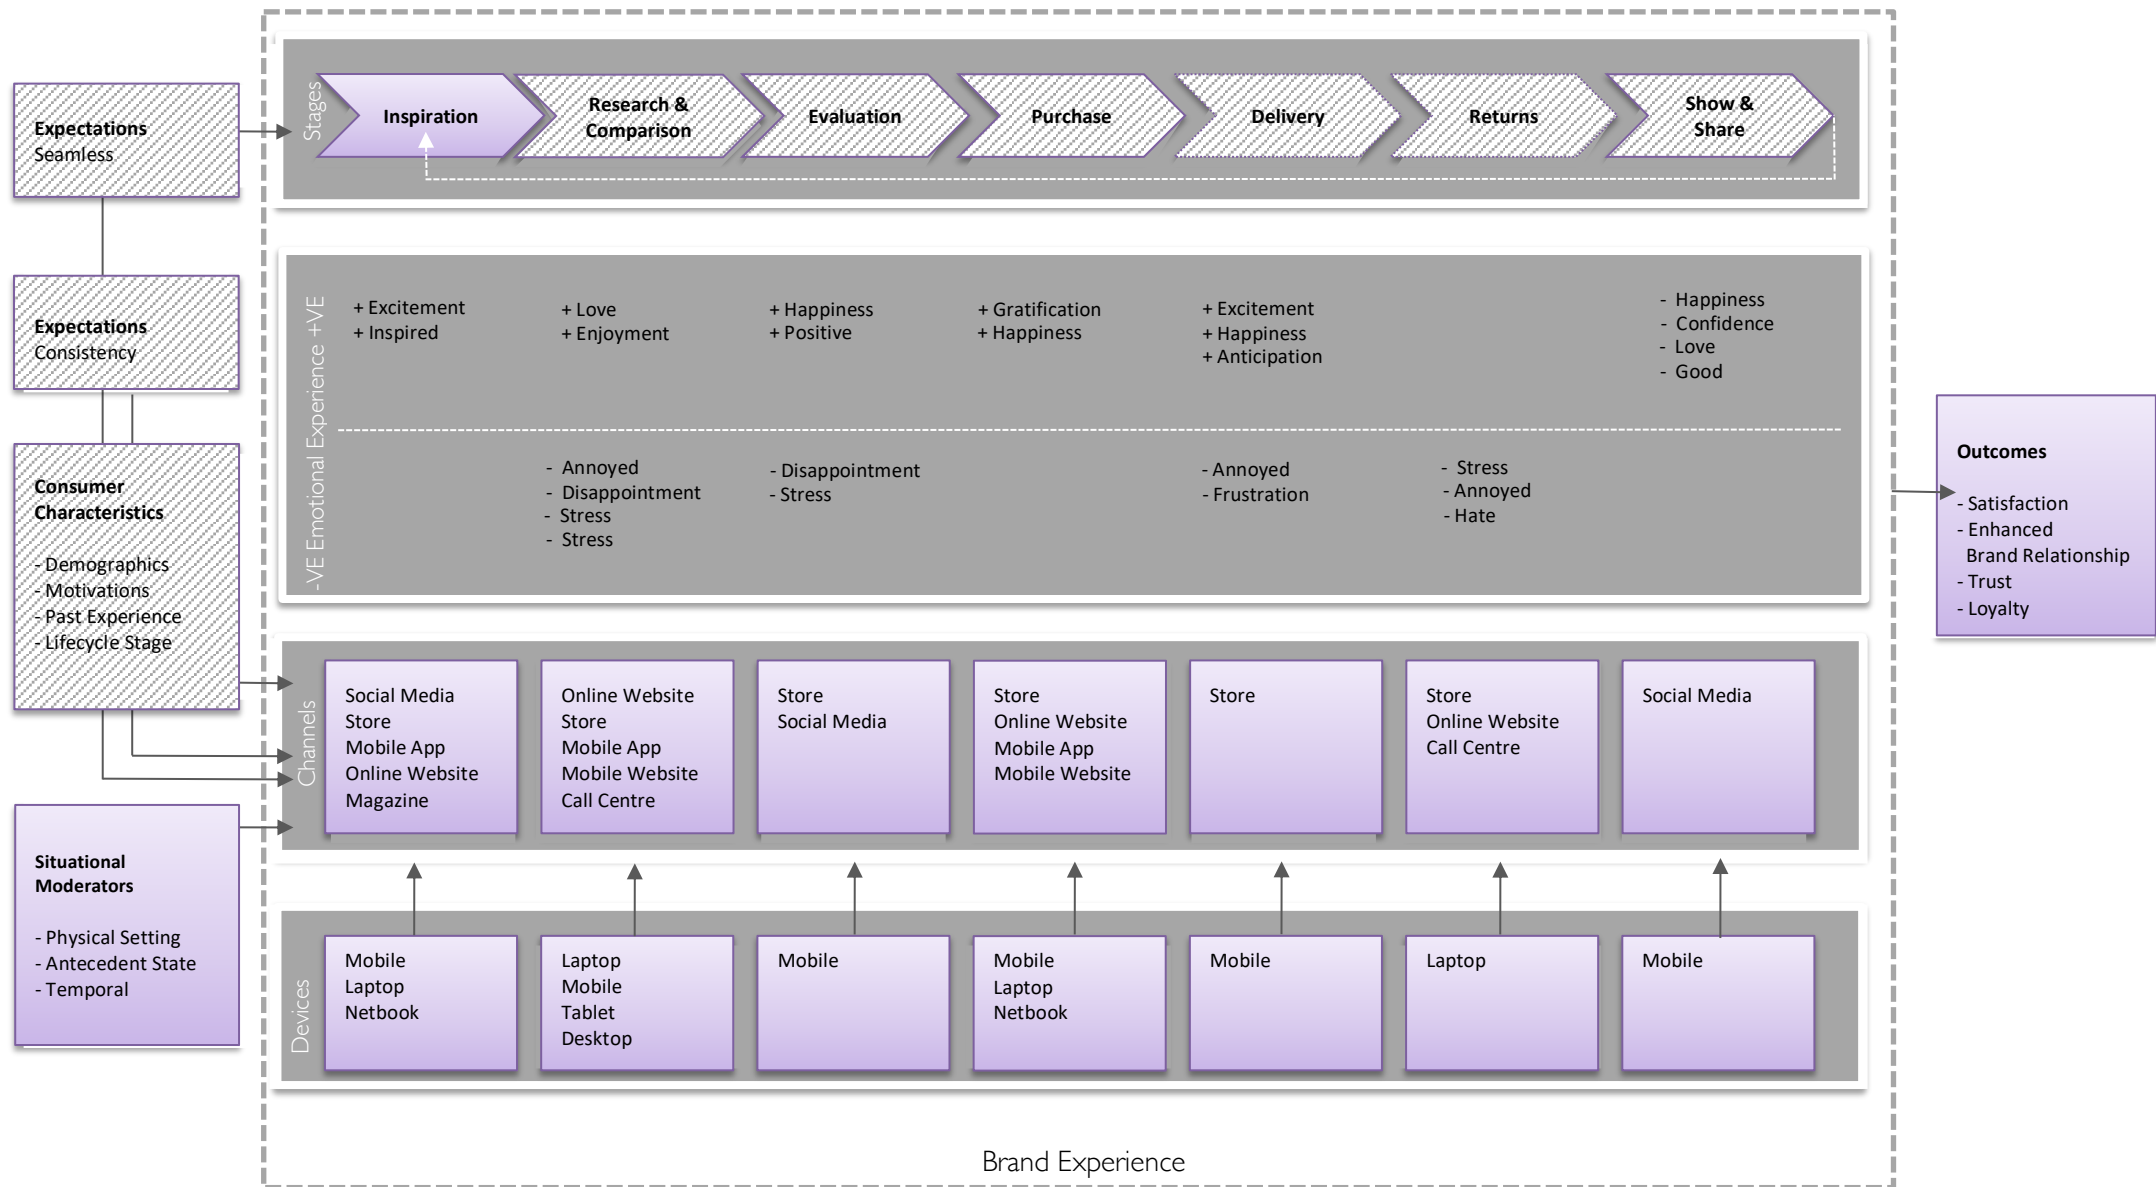 Expectations
Seamless
Expectations
Consistency
Consumer
Characteristics
- Demographics
- Motivations
- Past Experience
- Lifecycle Stage
Situational
Moderators
- Physical Setting
- Antecedent State
- Temporal
Stages
Inspiration
Research &
Comparison
Evaluation
Purchase
Delivery
Returns
Show &
Share
-VE Emotional Experience +VE
+ Excitement
+ Inspired
+ Love
+ Enjoyment
+ Happiness
+ Positive
+ Gratification
+ Happiness
+ Excitement
+ Happiness
+ Anticipation
- Happiness
- Confidence
- Love
- Good
- Annoyed
- Disappointment
- Stress
- Stress
- Disappointment
- Stress
- Annoyed
- Frustration
- Stress
- Annoyed
- Hate
Channels
Social Media
Store
Mobile App
Online Website
Magazine
Online Website
Store
Mobile App
Mobile Website
Call Centre
Store
Social Media
Store
Online Website
Mobile App
Mobile Website
Store
Store
Online Website
Call Centre
Social Media
Devices
Mobile
Laptop
Netbook
Laptop
Mobile
Tablet
Desktop
Mobile
Mobile
Laptop
Netbook
Mobile
Laptop
Mobile
Brand Experience
Outcomes
- Satisfaction
- Enhanced
Brand Relationship
- Trust
- Loyalty